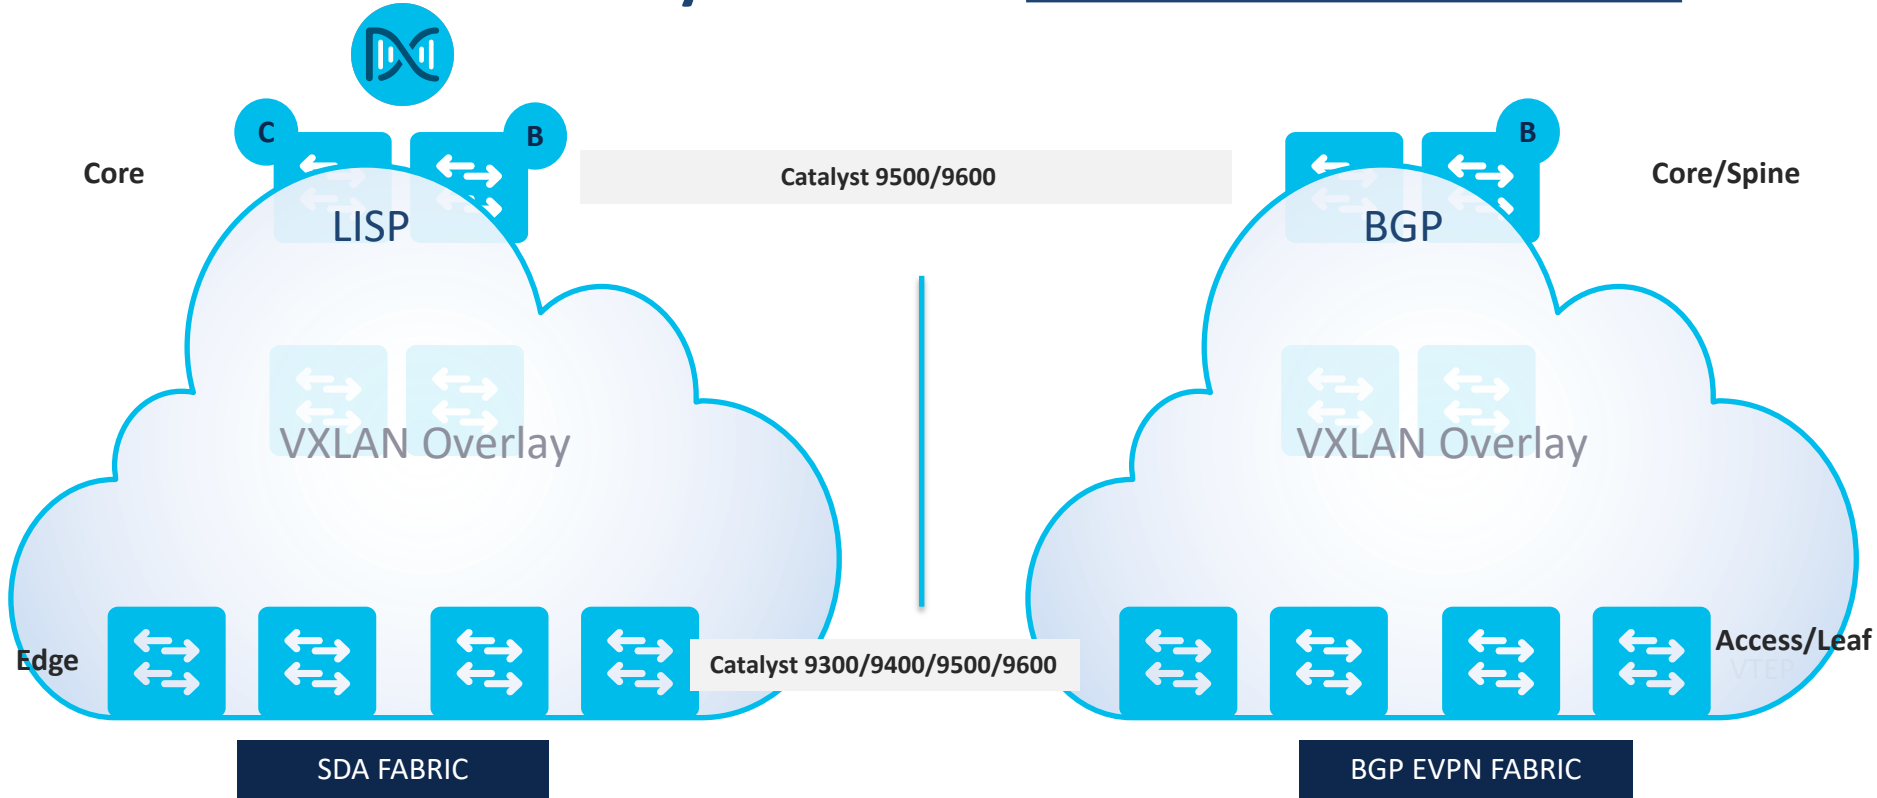 C
B
B
Core
Catalyst 9500/9600
Core/Spine
LISP
BGP
VXLAN Overlay
VXLAN Overlay
Edge
Catalyst 9300/9400/9500/9600
Access/Leaf
VTEP
SDA FABRIC
BGP EVPN FABRIC